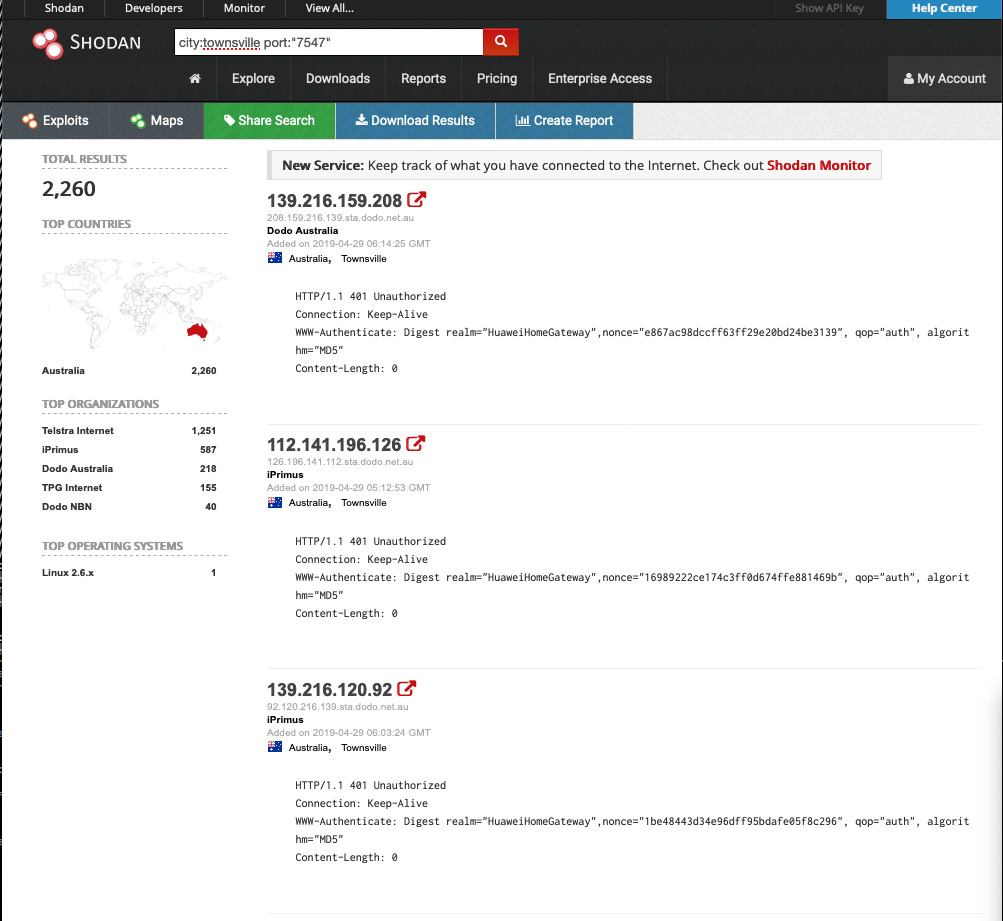 Shodan Developers Monitor View All... Show API Key Help Center
SHODAN city:townsville port:"7547"
Explore Downloads Reports Pricing Enterprise Access My Account
Exploits Maps Share Search Download Results Create Report
TOTAL RESULTS
2,260
TOP COUNTRIES
Australia 2,260
TOP ORGANIZATIONS
Telstra Internet 1,251
iPrimus 587
Dodo Australia 218
TPG Internet 155
Dodo NBN 40
TOP OPERATING SYSTEMS
Linux 2.6.x 1
New Service: Keep track of what you have connected to the Internet. Check out Shodan Monitor
139.216.159.208
208.159.216.139.sta.dodo.net.au
Dodo Australia
Added on 2019-04-29 06:14:25 GMT
Australia, Townsville
HTTP/1.1 401 Unauthorized
Connection: Keep-Alive
WWW-Authenticate: Digest realm="HuaweiHomeGateway",nonce="e867ac98dccff63ff29e20bd24be3139", qop="auth", algorit
hm="MD5"
Content-Length: 0
112.141.196.126
126.196.141.112.sta.dodo.net.au
iPrimus
Added on 2019-04-29 05:12:53 GMT
Australia, Townsville
HTTP/1.1 401 Unauthorized
Connection: Keep-Alive
WWW-Authenticate: Digest realm="HuaweiHomeGateway",nonce="16989222ce174c3ff0d674ffe881469b", qop="auth", algorit
hm="MD5"
Content-Length: 0
139.216.120.92
92.120.216.139.sta.dodo.net.au
iPrimus
Added on 2019-04-29 06:03:24 GMT
Australia, Townsville
HTTP/1.1 401 Unauthorized
Connection: Keep-Alive
WWW-Authenticate: Digest realm="HuaweiHomeGateway",nonce="1be48443d34e96dff95bdafe05f8c296", qop="auth", algorit
hm="MD5"
Content-Length: 0